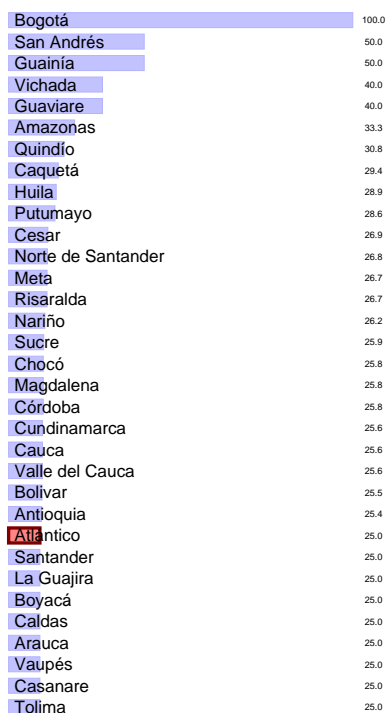 Bogotá 100.0
San Andrés 50.0
Guainía 50.0
Vichada 40.0
Guaviare 40.0
Amazonas 33.3
Quindío 30.8
Caquetá 29.4
Huila 28.9
Putumayo 28.6
Cesar 26.9
Norte de Santander 26.8
Meta 26.7
Risaralda 26.7
Nariño 26.2
Sucre 25.9
Chocó 25.8
Magdalena 25.8
Córdoba 25.8
Cundinamarca 25.6
Cauca 25.6
Valle del Cauca 25.6
Bolivar 25.5
Antioquia 25.4
Atlántico 25.0
Santander 25.0
La Guajira 25.0
Boyacá 25.0
Caldas 25.0
Arauca 25.0
Vaupés 25.0
Casanare 25.0
Tolima 25.0